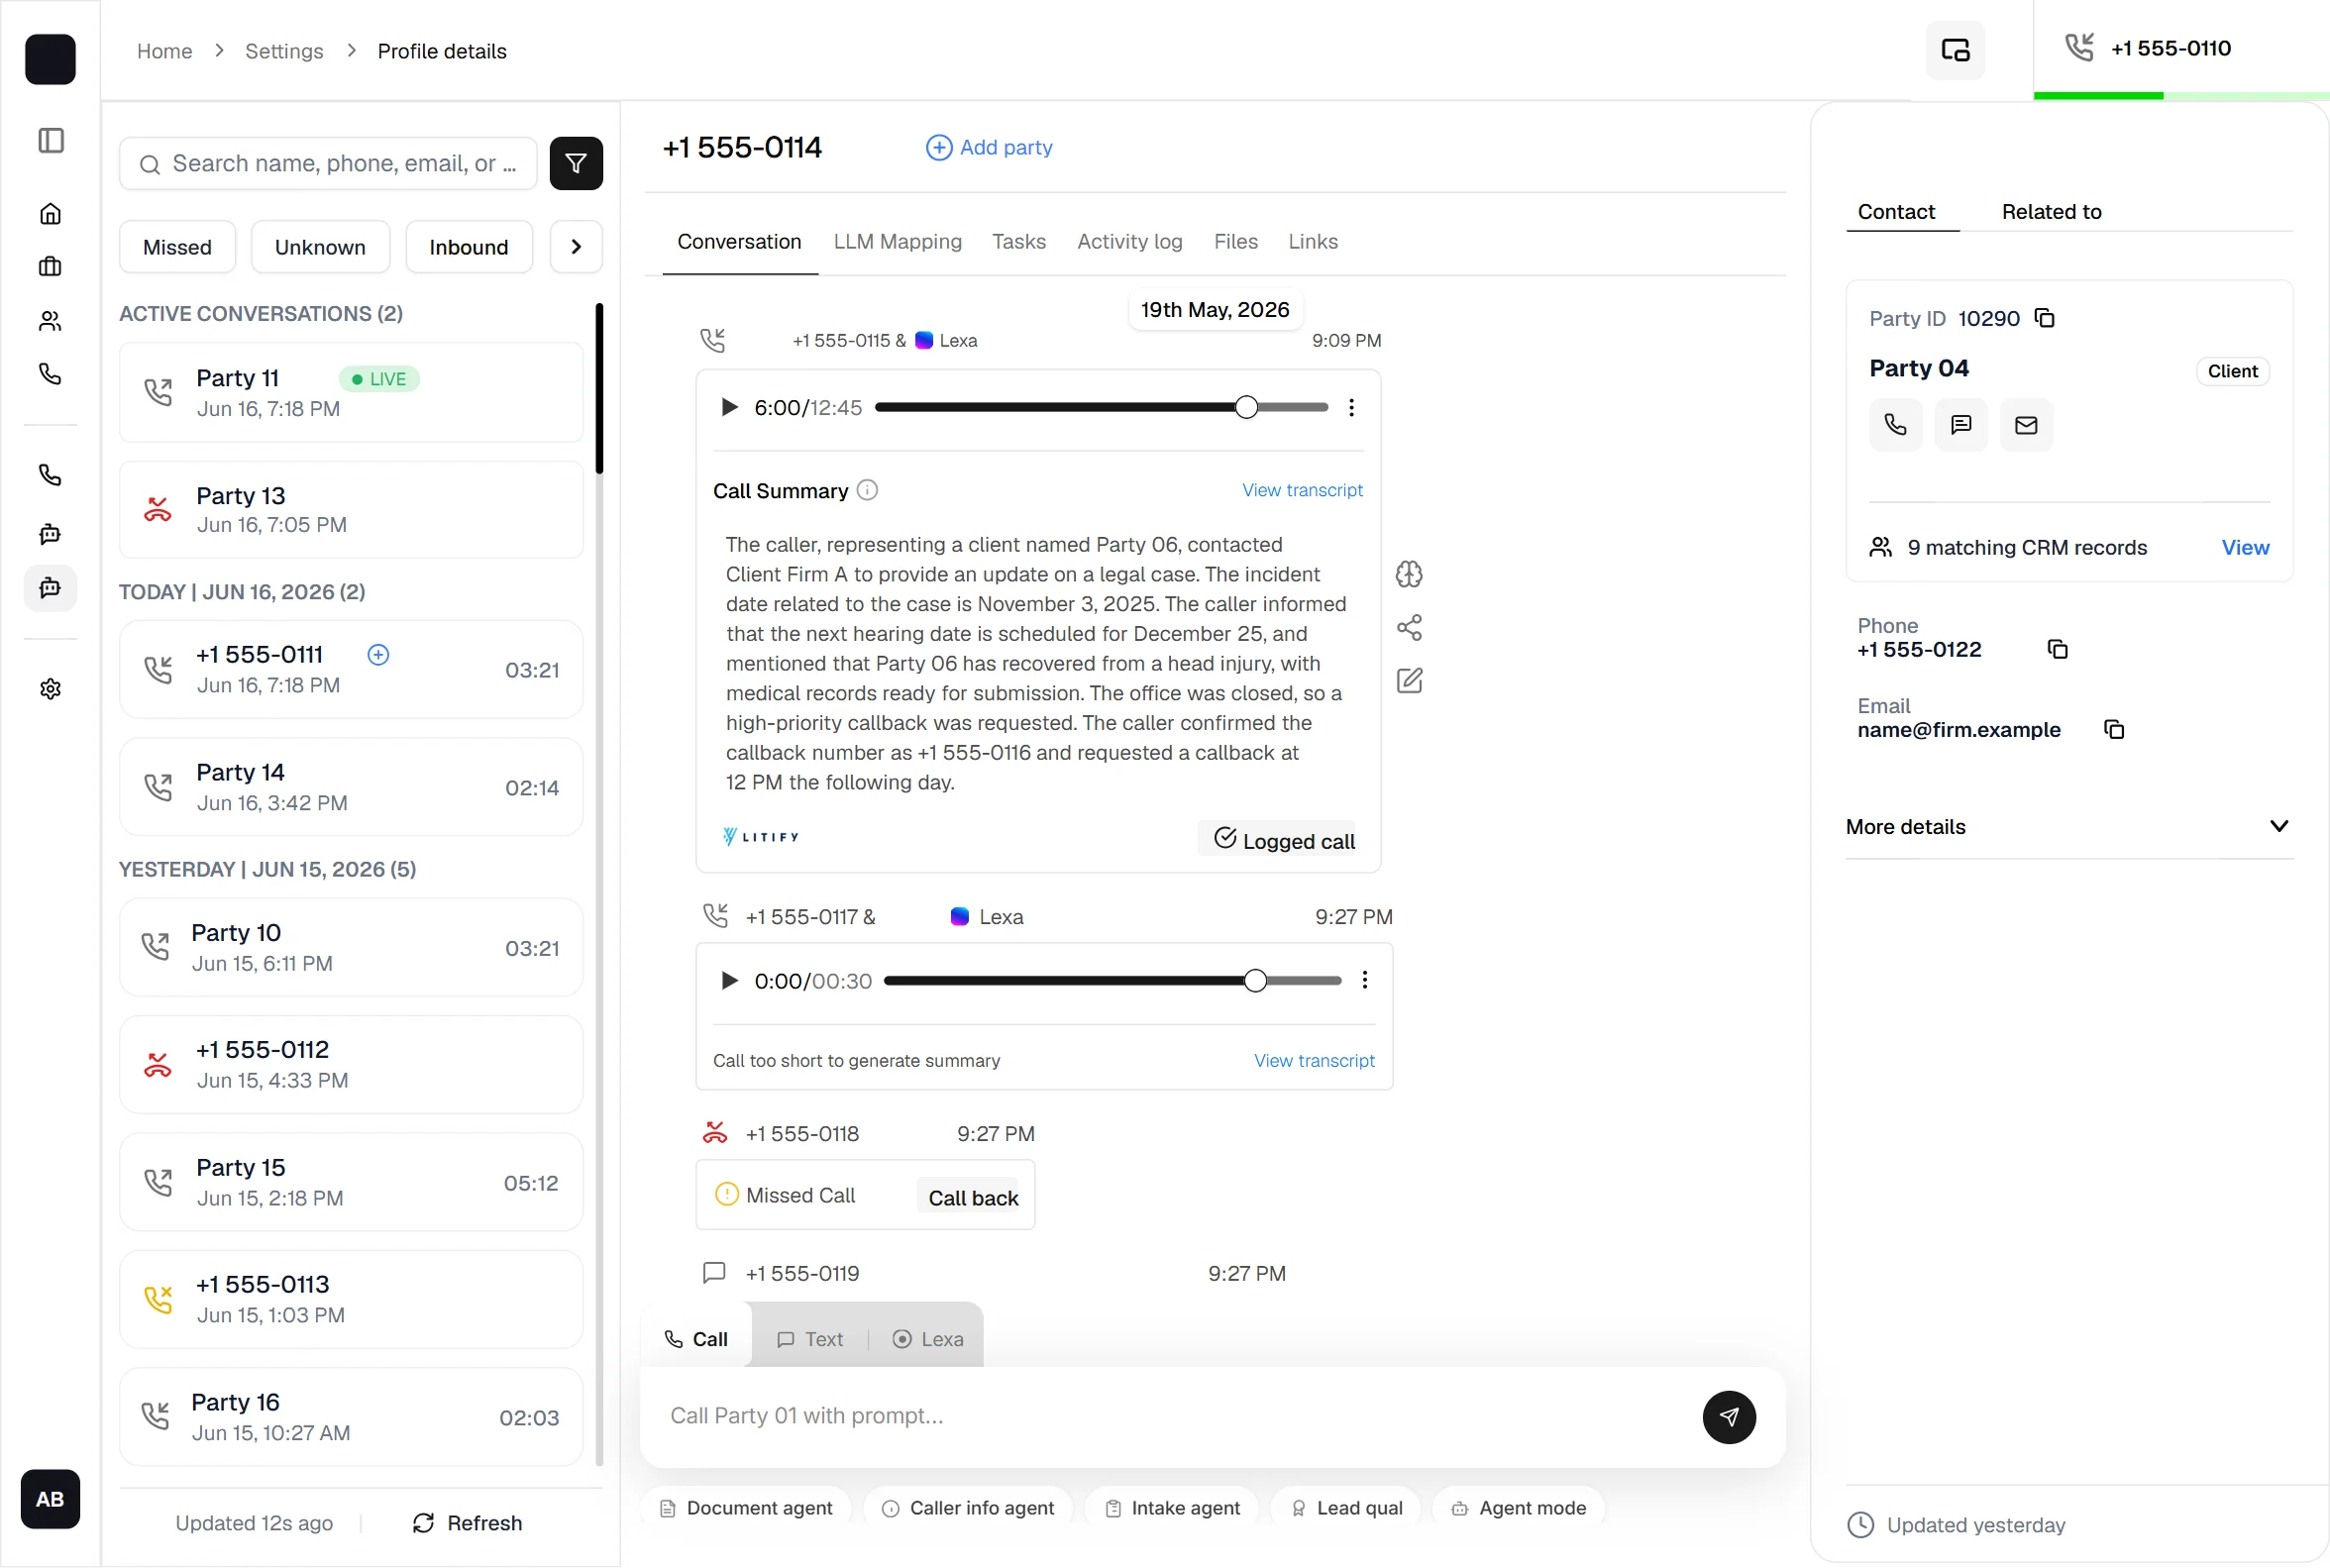 Home > Settings > Profile details
+1 555-0110
Search name, phone, email, or ...
Missed
Unknown
Inbound
ACTIVE CONVERSATIONS (2)
Party 11
LIVE
Jun 16, 7:18 PM
Party 13
Jun 16, 7:05 PM
TODAY | JUN 16, 2026 (2)
+1 555-0111
Jun 16, 7:18 PM
03:21
Party 14
Jun 16, 3:42 PM
02:14
YESTERDAY | JUN 15, 2026 (5)
Party 10
Jun 15, 6:11 PM
03:21
+1 555-0112
Jun 15, 4:33 PM
Party 15
Jun 15, 2:18 PM
05:12
+1 555-0113
Jun 15, 1:03 PM
Party 16
Jun 15, 10:27 AM
02:03
Updated 12s ago
Refresh
AB
+1 555-0114
Add party
Conversation
LLM Mapping
Tasks
Activity log
Files
Links
19th May, 2026
+1 555-0115 & Lexa
9:09 PM
6:00/12:45
Call Summary
View transcript
The caller, representing a client named Party 06, contacted
Client Firm A to provide an update on a legal case. The incident
date related to the case is November 3, 2025. The caller informed
that the next hearing date is scheduled for December 25, and
mentioned that Party 06 has recovered from a head injury, with
medical records ready for submission. The office was closed, so a
high-priority callback was requested. The caller confirmed the
callback number as +1 555-0116 and requested a callback at
12 PM the following day.
LITIFY
Logged call
+1 555-0117 & Lexa
9:27 PM
0:00/00:30
Call too short to generate summary
View transcript
+1 555-0118
9:27 PM
Missed Call
Call back
+1 555-0119
9:27 PM
Call
Text
Lexa
Call Party 01 with prompt...
Document agent
Caller info agent
Intake agent
Lead qual
Agent mode
Contact
Related to
Party ID 10290
Party 04
Client
9 matching CRM records
View
Phone
+1 555-0122
Email
name@firm.example
More details
Updated yesterday